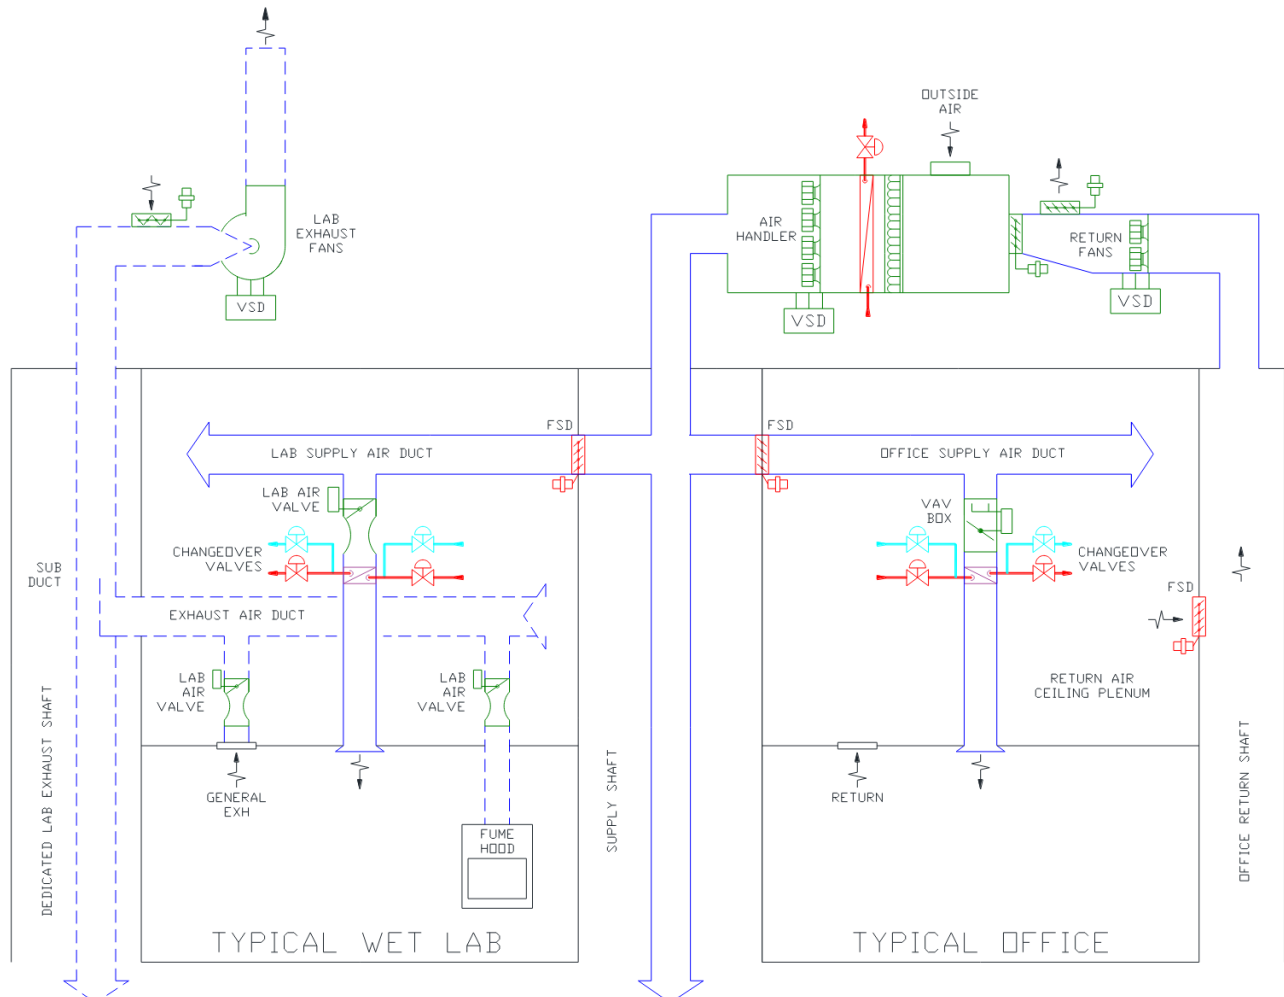 OUTSIDE
AIR
LAB
EXHAUST
FANS
AIR
HANDLER
RETURN
FANS
VSD
VSD
VSD
FSD
FSD
LAB SUPPLY AIR DUCT
OFFICE SUPPLY AIR DUCT
LAB AIR
VALVE
VAV
BOX
CHANGEOVER
VALVES
CHANGEOVER
VALVES
SUB
DUCT
FSD
EXHAUST AIR DUCT
LAB
AIR
VALVE
LAB
AIR
VALVE
RETURN AIR
CEILING PLENUM
GENERAL
EXH
RETURN
FUME
HOOD
DEDICATED LAB EXHAUST SHAFT
SUPPLY SHAFT
OFFICE RETURN SHAFT
TYPICAL WET LAB
TYPICAL OFFICE